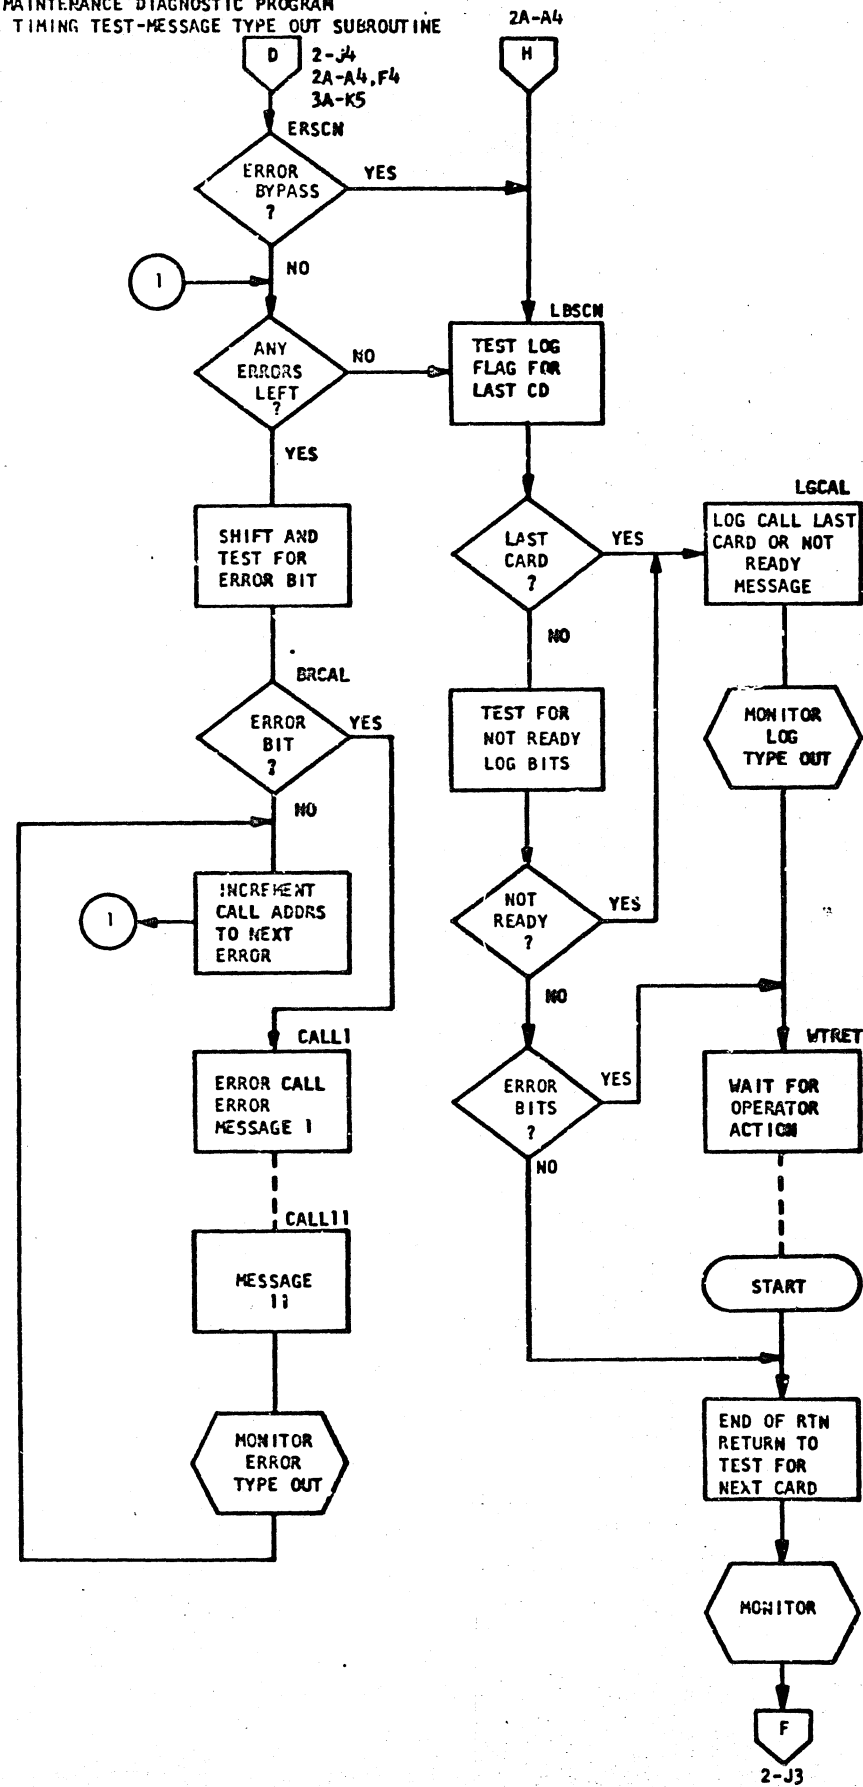 MAINTENANCE DIAGNOSTIC PROGRAM
TIMING TEST-MESSAGE TYPE OUT SUBROUTINE
2A-A4
D
2-J4
2A-A4,F4
3A-K5
H
ERSCN
ERROR
BYPASS
?
YES
NO
1
LBSCN
ANY
ERRORS
LEFT
?
NO
TEST LOG
FLAG FOR
LAST CD
YES
SHIFT AND
TEST FOR
ERROR BIT
LAST
CARD
?
YES
NO
LGCAL
LOG CALL LAST
CARD OR NOT
READY
MESSAGE
BRCAL
ERROR
BIT
?
YES
NO
TEST FOR
NOT READY
LOG BITS
MONITOR
LOG
TYPE OUT
INCREMENT
CALL ADDRS
TO NEXT
ERROR
1
NOT
READY
?
YES
NO
CALL1
ERROR CALL
ERROR
MESSAGE 1
ERROR
BITS
?
YES
NO
WTRET
WAIT FOR
OPERATOR
ACTION
CALL11
MESSAGE
11
START
MONITOR
ERROR
TYPE OUT
END OF RTN
RETURN TO
TEST FOR
NEXT CARD
MONITOR
F
2-J3